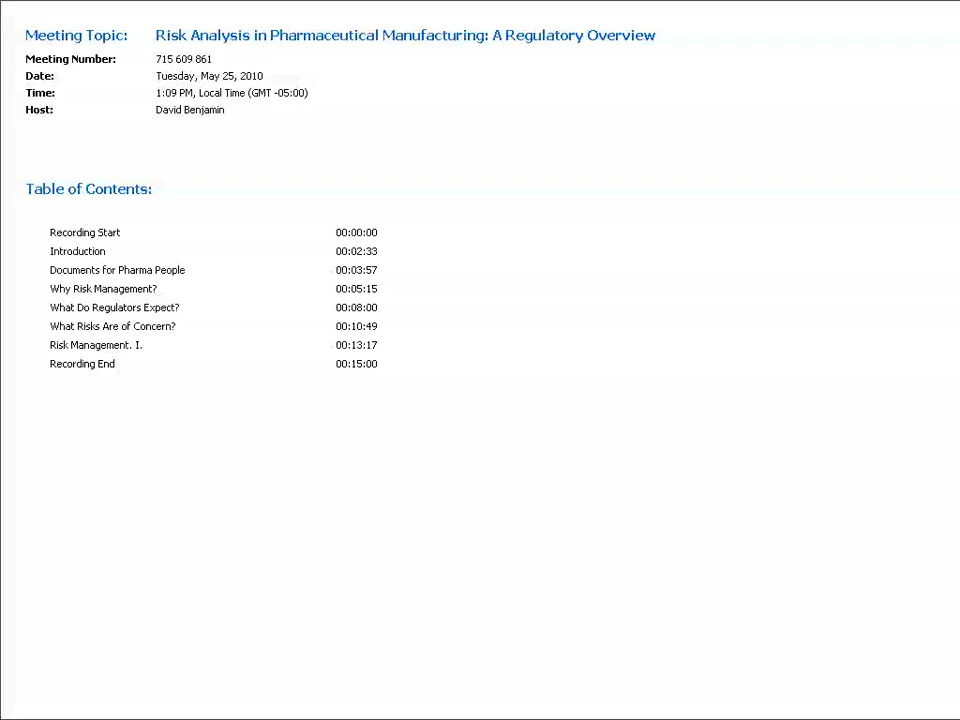 Meeting Topic: Risk Analysis in Pharmaceutical Manufacturing: A Regulatory Overview
Meeting Number: 715 609 861
Date: Tuesday, May 25, 2010
Time: 1:09 PM, Local Time (GMT -05:00)
Host: David Benjamin
Table of Contents:
Recording Start 00:00:00
Introduction 00:02:33
Documents for Pharma People 00:03:57
Why Risk Management? 00:05:15
What Do Regulators Expect? 00:08:00
What Risks Are of Concern? 00:10:49
Risk Management. I. 00:13:17
Recording End 00:15:00